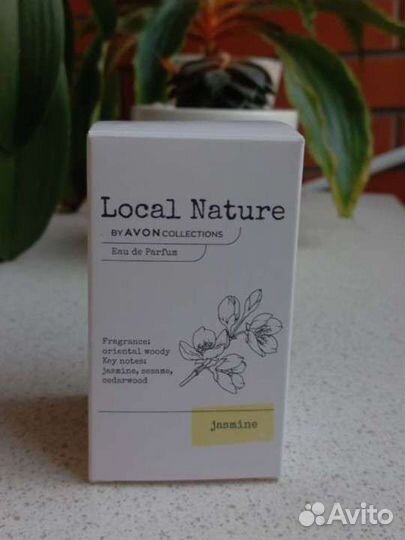 Local Nature
BY AVON COLLECTIONS
Eau de Parfum
Fragrance:
oriental woody
Key notes:
jasmine, sesame,
cedarwood
jasmine
Avito